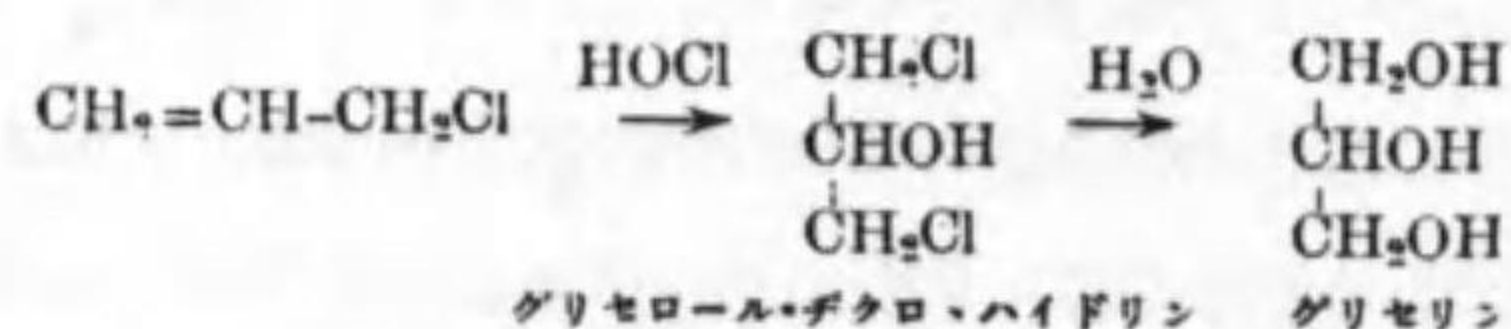 CH₂=CH-CH₂Cl
HOCl
→
CH₂Cl
CHOH
CH₂Cl
H₂O
→
CH₂OH
CHOH
CH₂OH
グリセロール・ヂクロ・ハイドリン
グリセリン